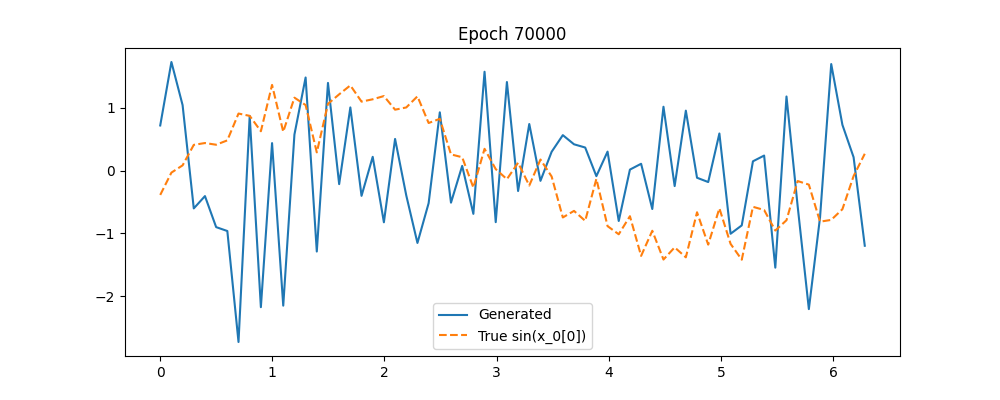 Epoch 70000
1
0
−1
−2
Generated
True sin(x_0[0])
0 1 2 3 4 5 6